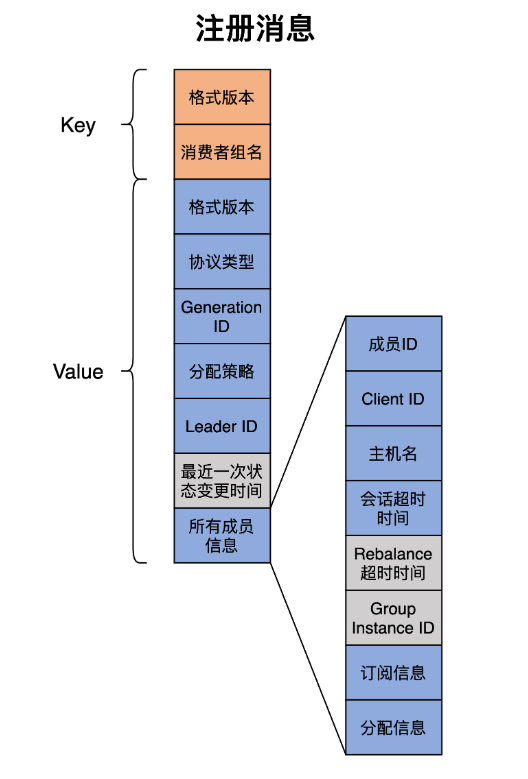 注册消息
Key
格式版本
消费者组名
Value
格式版本
协议类型
Generation
ID
分配策略
Leader ID
最近一次状
态变更时间
所有成员
信息
成员ID
Client ID
主机名
会话超时
时间
Rebalance
超时时间
Group
Instance ID
订阅信息
分配信息